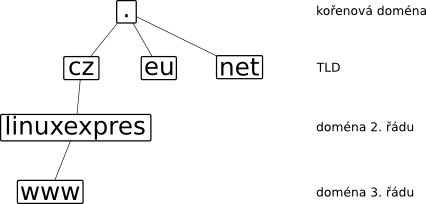 . kořenová doména
cz eu net TLD
linuxexpres doména 2. řádu
www doména 3. řádu